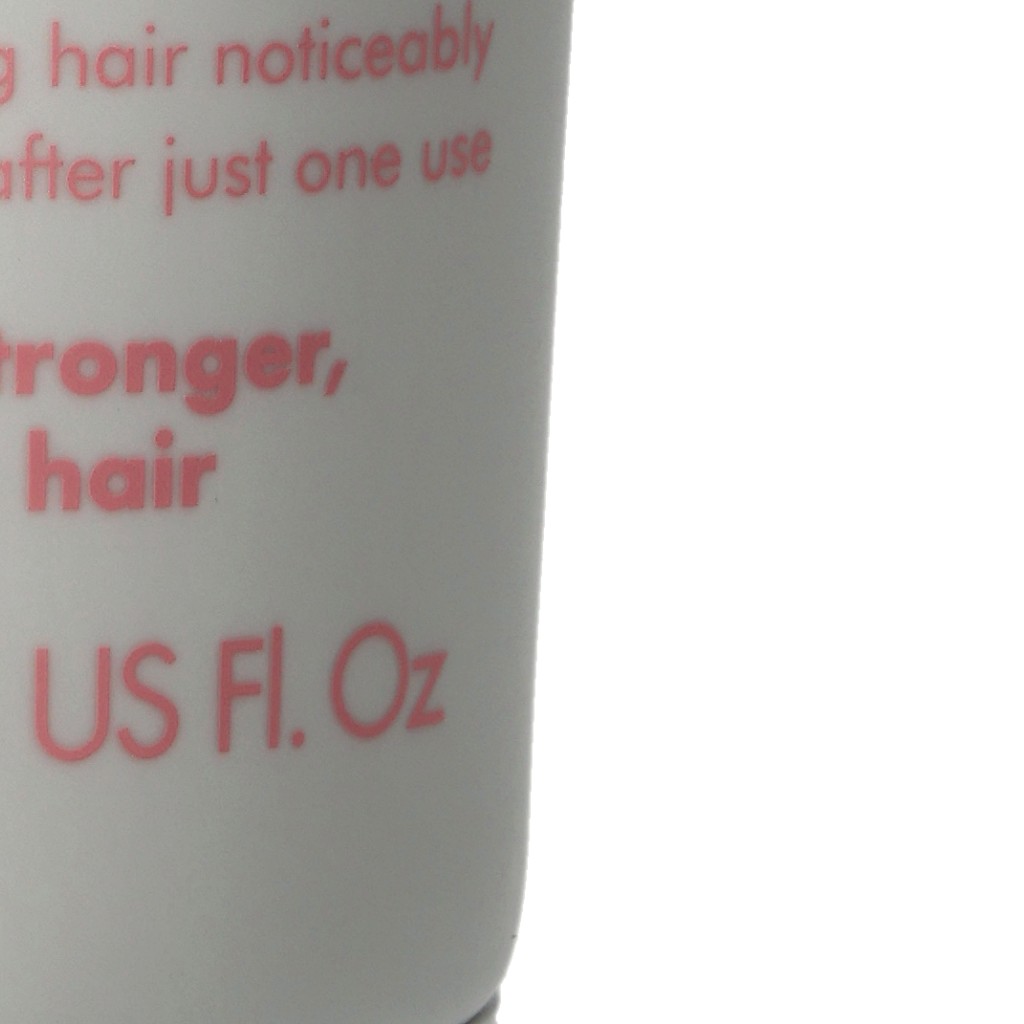 g hair noticeably
after just one use
tronger,
hair
US Fl. Oz